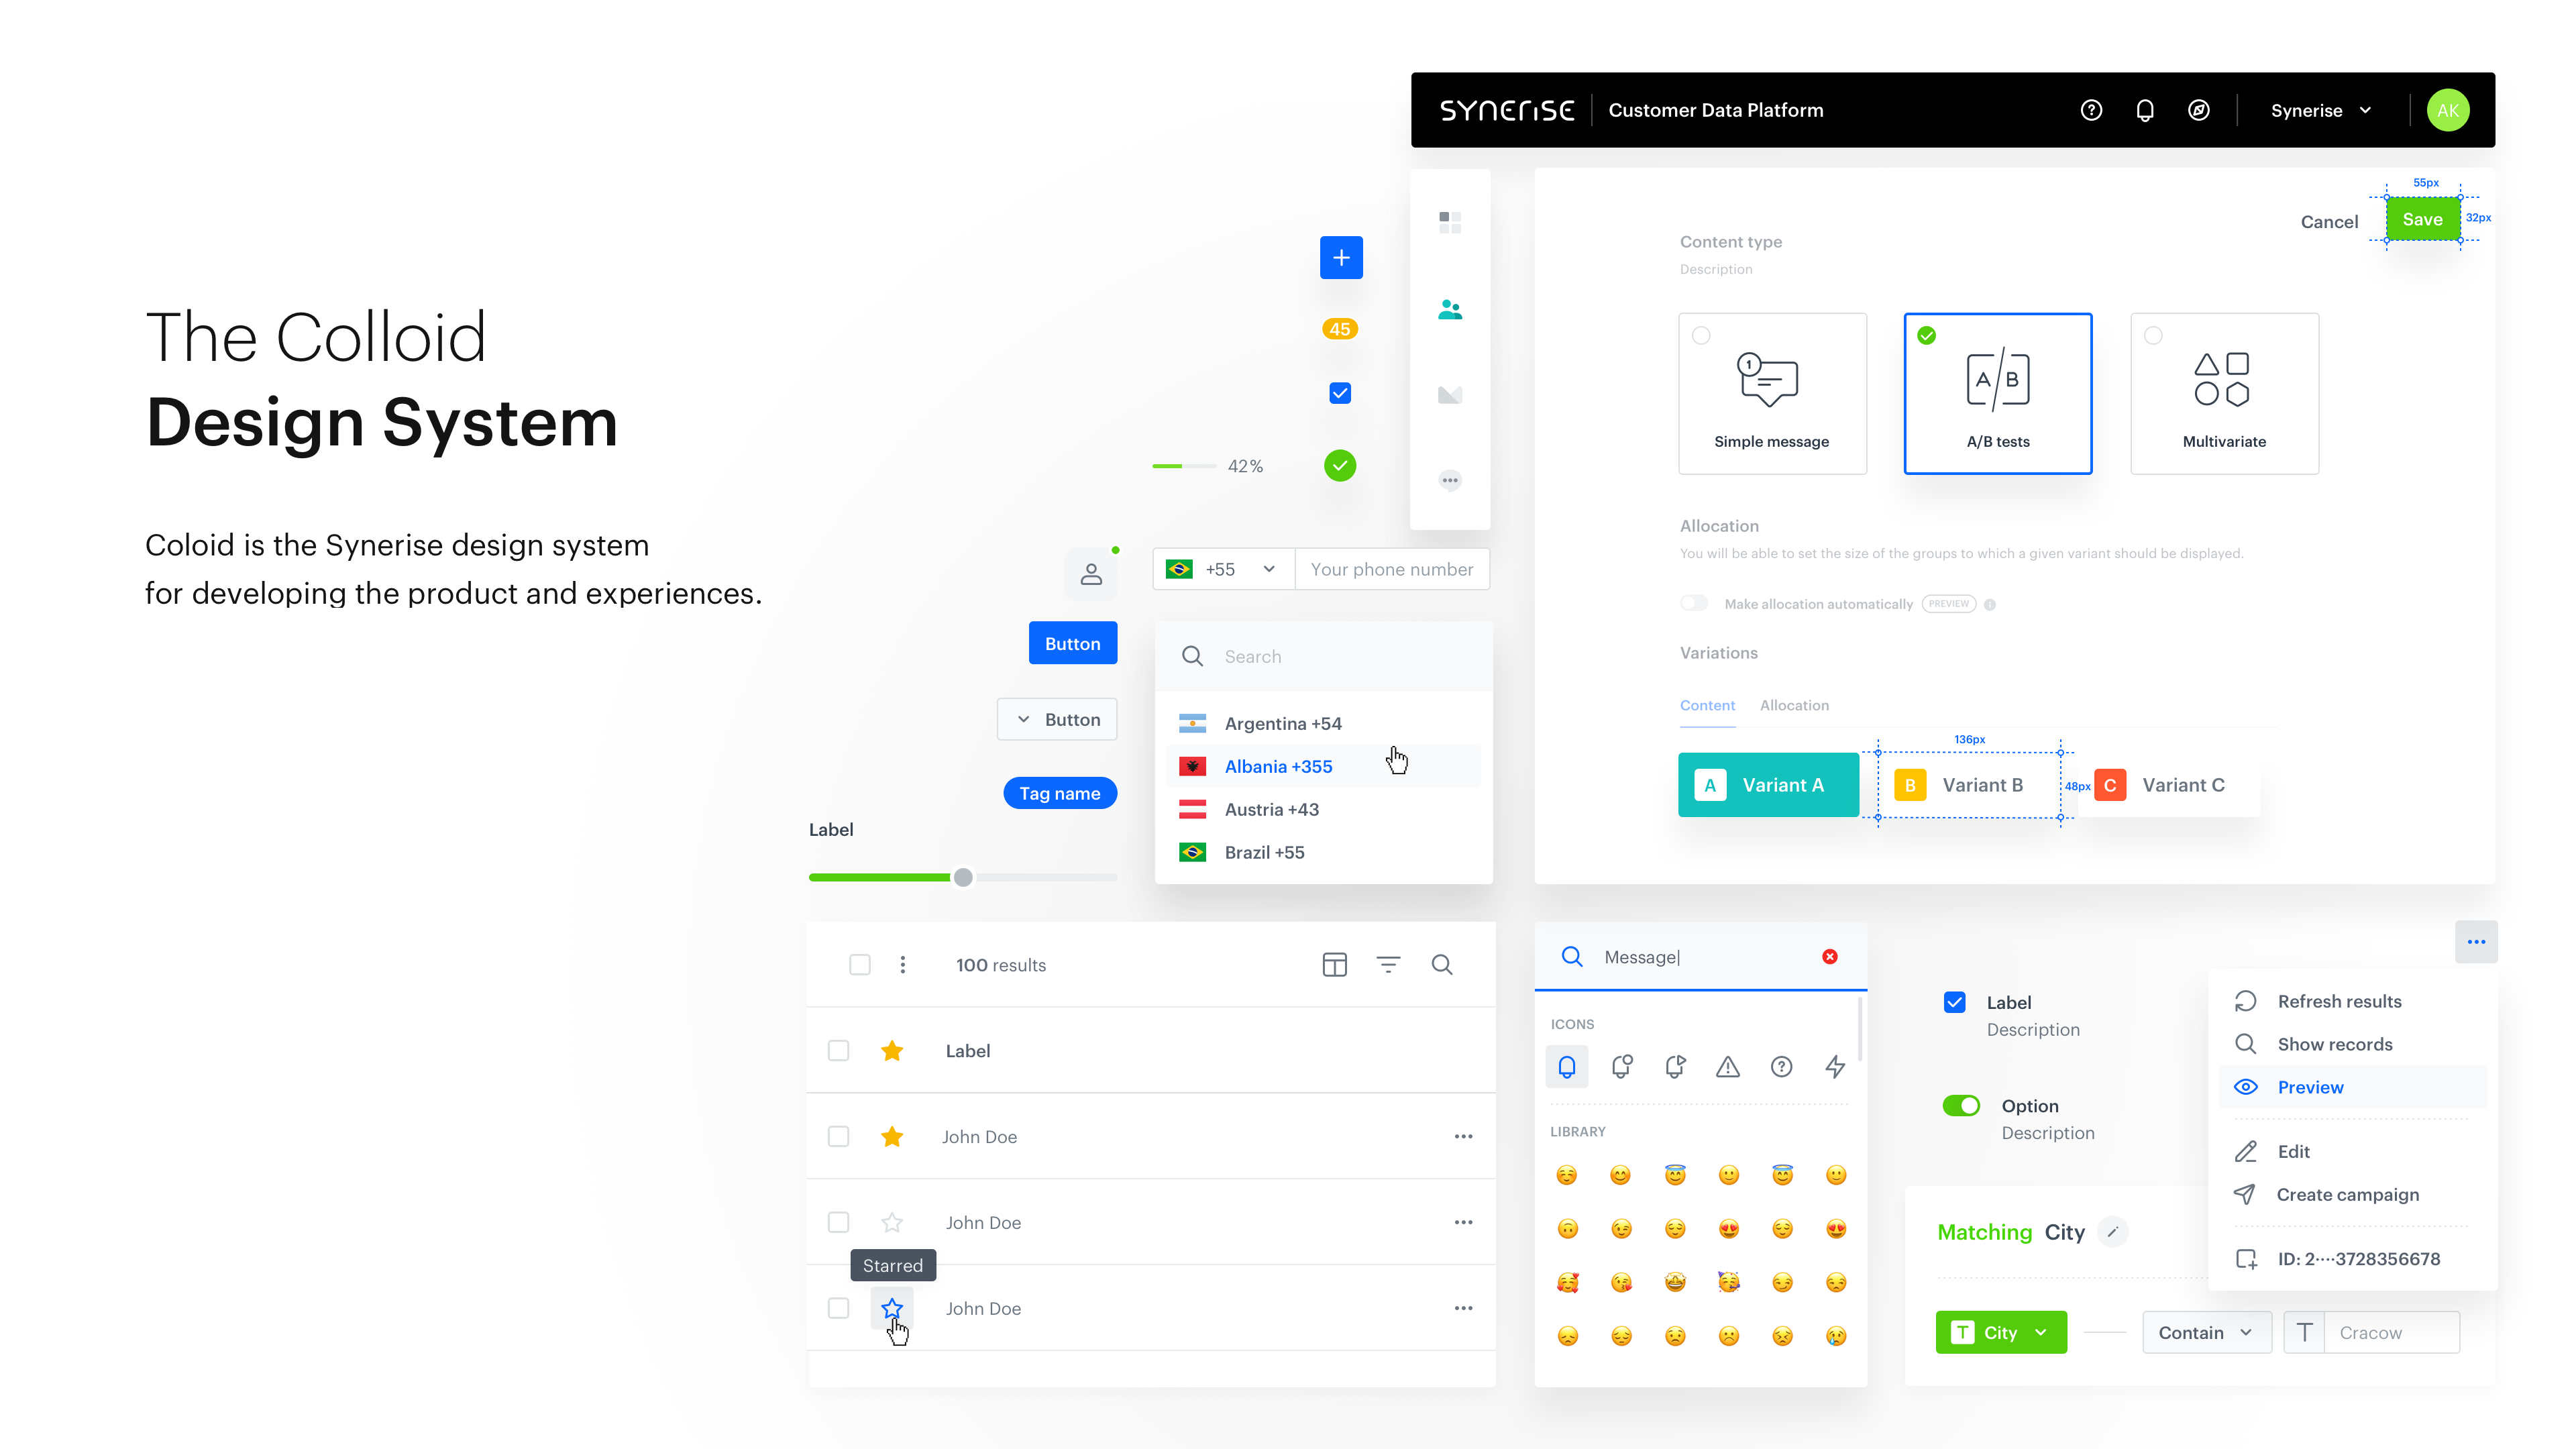 The Colloid
Design System
Coloid is the Synerise design system
for developing the product and experiences.
SYNERISE
Customer Data Platform
Synerise
AK
45
42%
+55
Your phone number
Button
Button
Tag name
Label
Search
Argentina +54
Albania +355
Austria +43
Brazil +55
Cancel
Save
55px
32px
Content type
Description
1
Simple message
A/B
A/B tests
Multivariate
Allocation
You will be able to set the size of the groups to which a given variant should be displayed.
Make allocation automatically
PREVIEW
Variations
Content
Allocation
136px
A
Variant A
B
Variant B
48px
C
Variant C
100 results
Label
John Doe
John Doe
Starred
John Doe
Message
ICONS
LIBRARY
Label
Description
Option
Description
Refresh results
Show records
Preview
Edit
Create campaign
ID: 2····3728356678
Matching City
T
City
Contain
T
Cracow